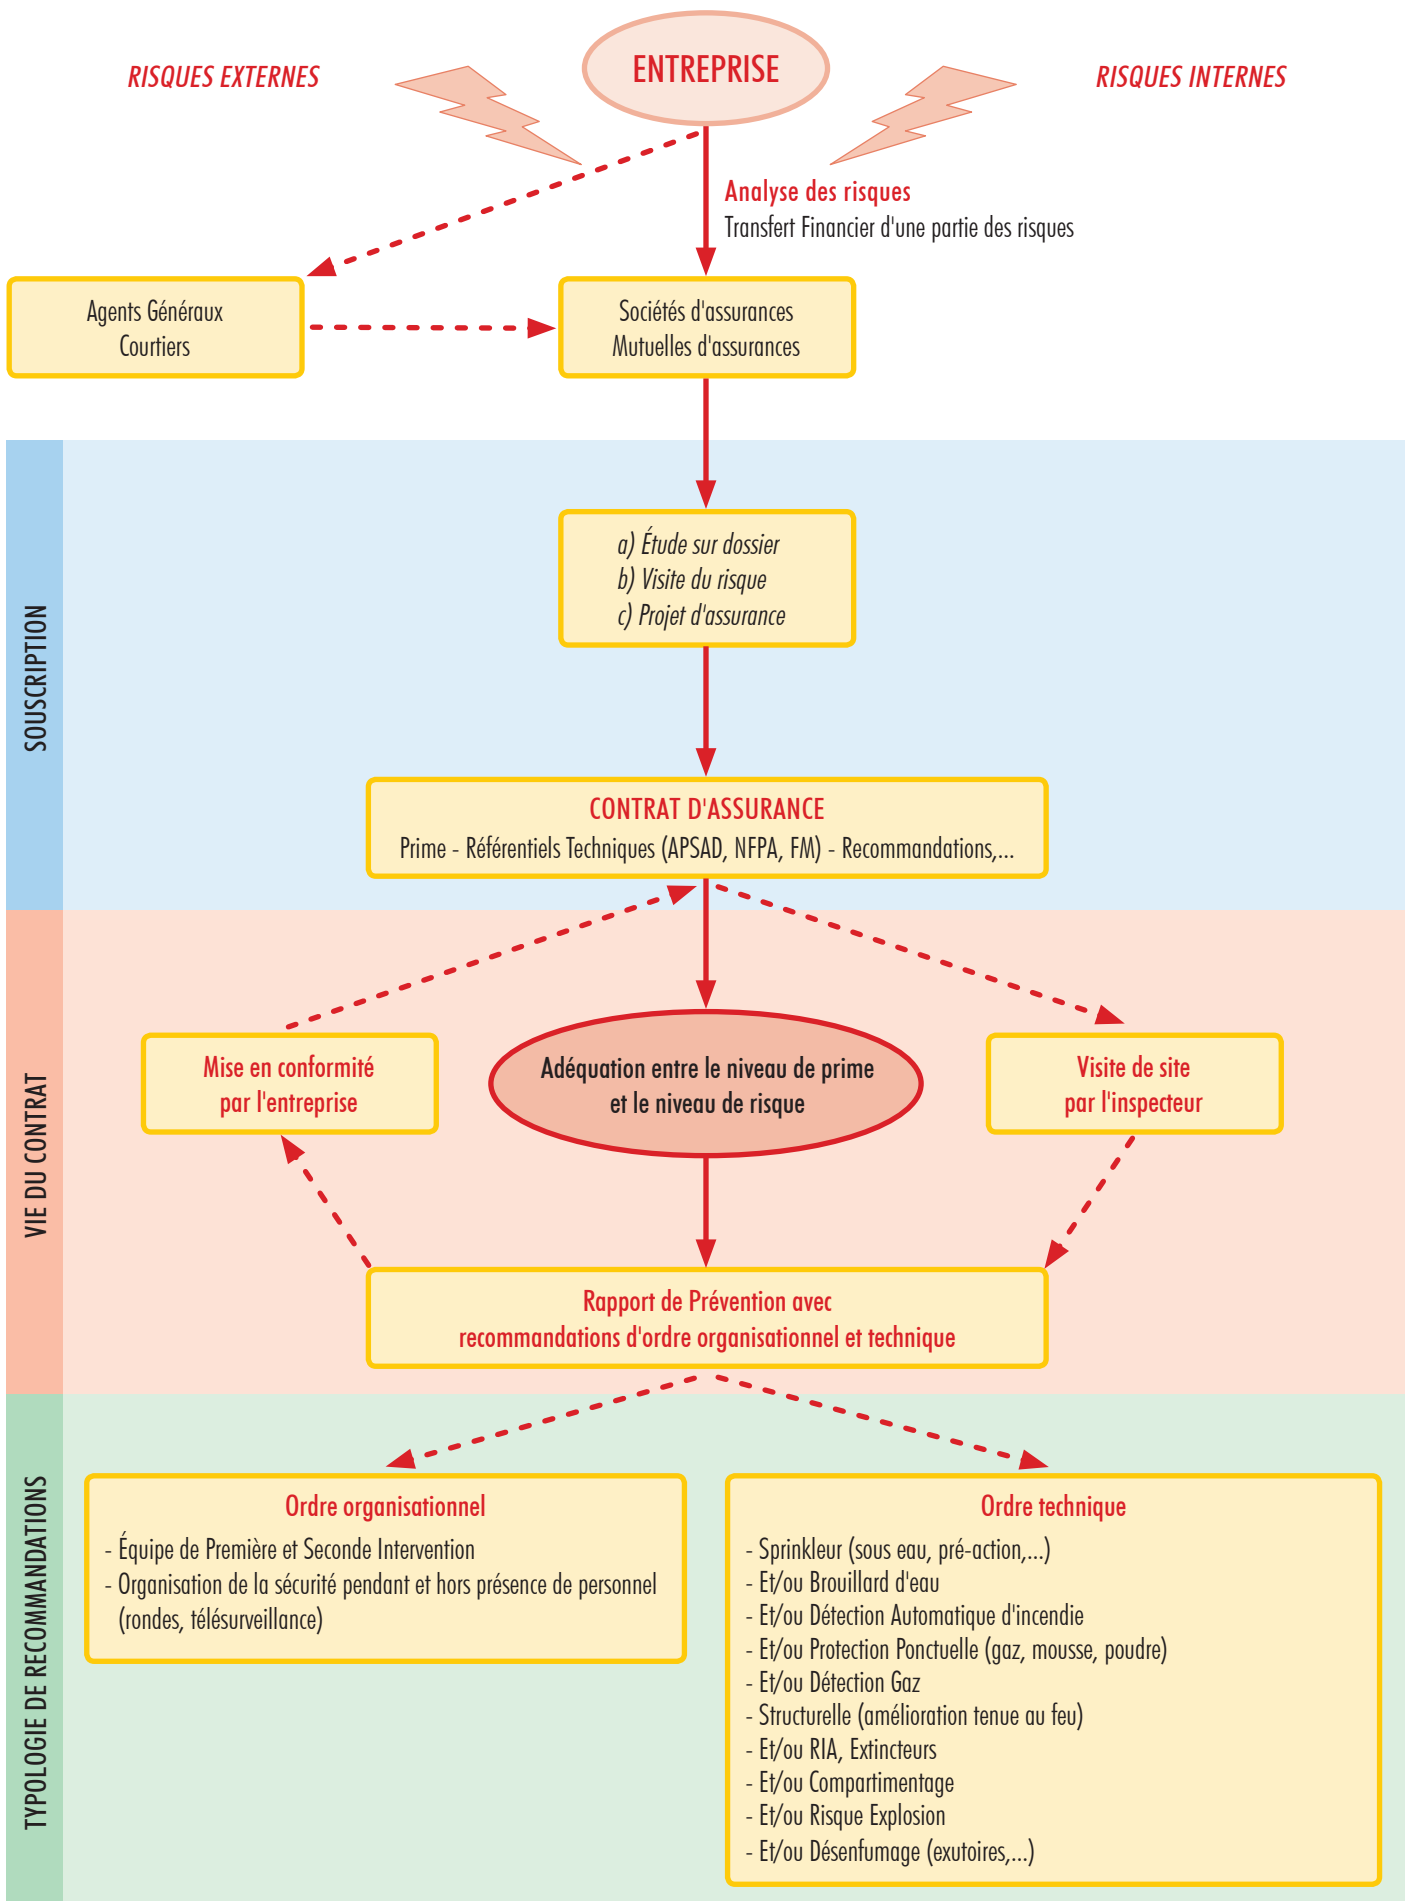 ENTREPRISE
RISQUES EXTERNES
RISQUES INTERNES
Analyse des risques
Transfert Financier d'une partie des risques
Agents Généraux
Courtiers
Sociétés d'assurances
Mutuelles d'assurances
SOUSCRIPTION
a) Étude sur dossier
b) Visite du risque
c) Projet d'assurance
CONTRAT D'ASSURANCE
Prime - Référentiels Techniques (APSAD, NFPA, FM) - Recommandations,...
VIE DU CONTRAT
Mise en conformité
par l'entreprise
Adéquation entre le niveau de prime
et le niveau de risque
Visite de site
par l'inspecteur
Rapport de Prévention avec
recommandations d'ordre organisationnel et technique
TYPOLOGIE DE RECOMMANDATIONS
Ordre organisationnel
- Équipe de Première et Seconde Intervention
- Organisation de la sécurité pendant et hors présence de personnel
(rondes, télésurveillance)
Ordre technique
- Sprinkleur (sous eau, pré-action,...)
- Et/ou Brouillard d'eau
- Et/ou Détection Automatique d'incendie
- Et/ou Protection Ponctuelle (gaz, mousse, poudre)
- Et/ou Détection Gaz
- Structurelle (amélioration tenue au feu)
- Et/ou RIA, Extincteurs
- Et/ou Compartimentage
- Et/ou Risque Explosion
- Et/ou Désenfumage (exutoires,...)